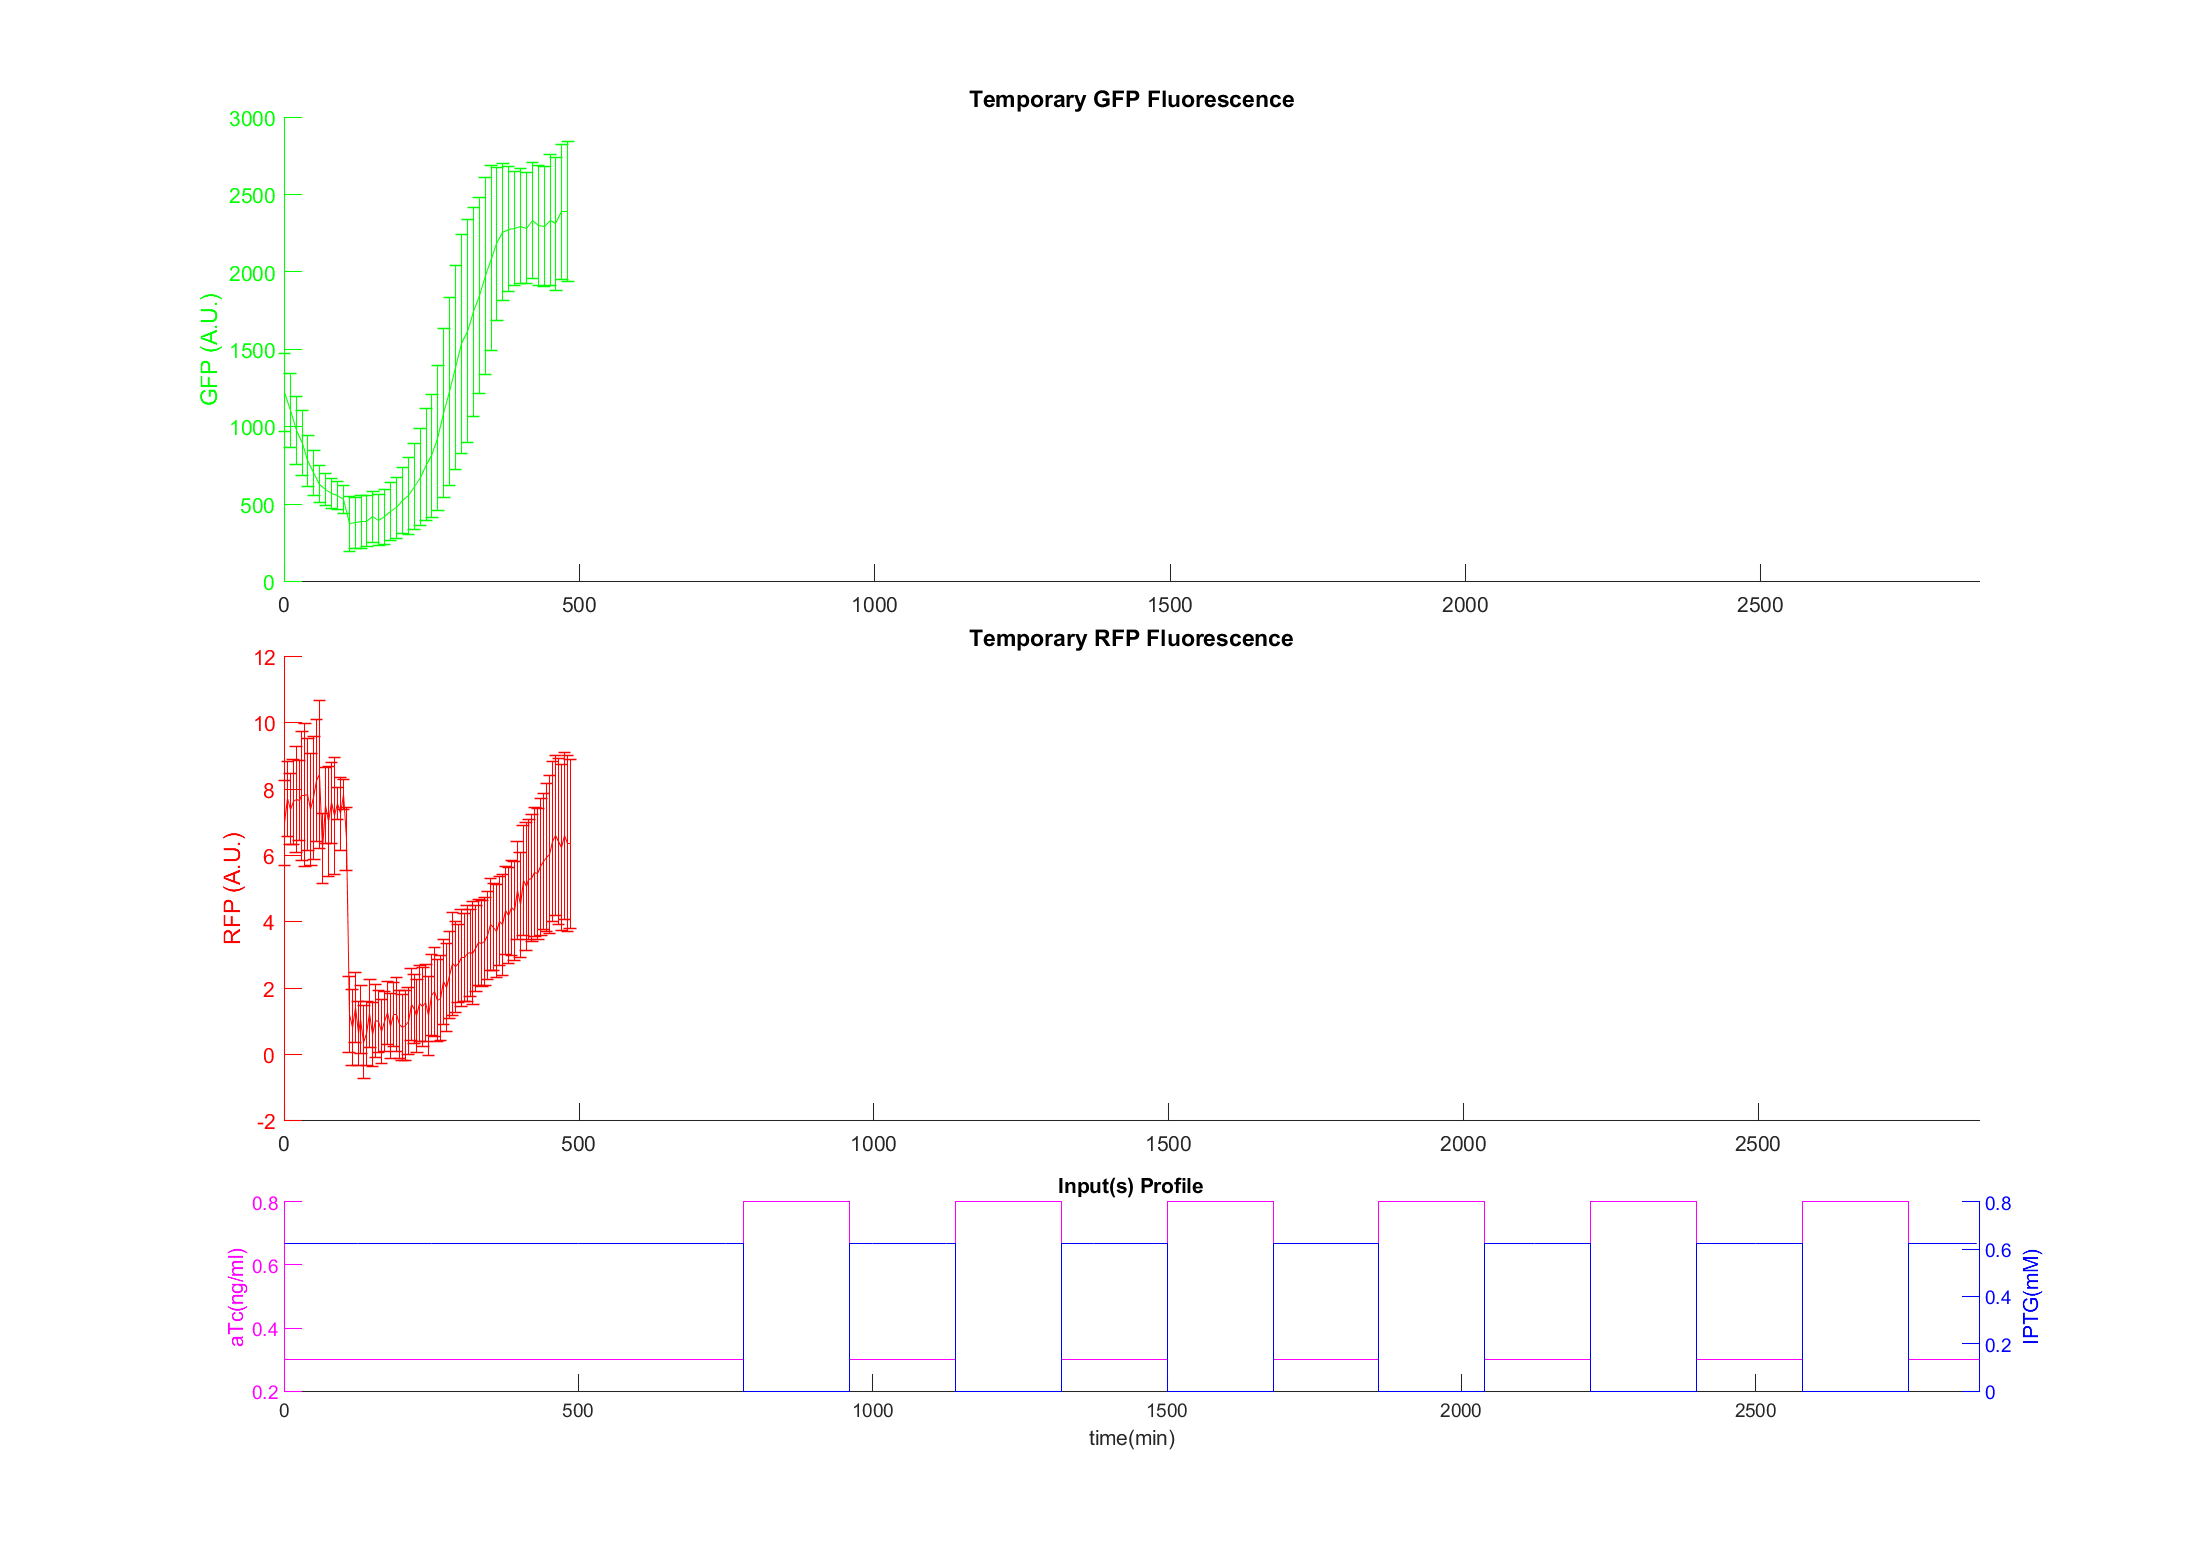 Temporary GFP Fluorescence
3000
2500
2000
1500
1000
500
0
GFP (A.U.)
0 500 1000 1500 2000 2500
Temporary RFP Fluorescence
12
10
8
6
4
2
0
-2
RFP (A.U.)
0 500 1000 1500 2000 2500
Input(s) Profile
0.8
0.6
0.4
0.2
aTc(ng/ml)
0.8
0.6
0.4
0.2
0
IPTG(mM)
0 500 1000 1500 2000 2500
time(min)